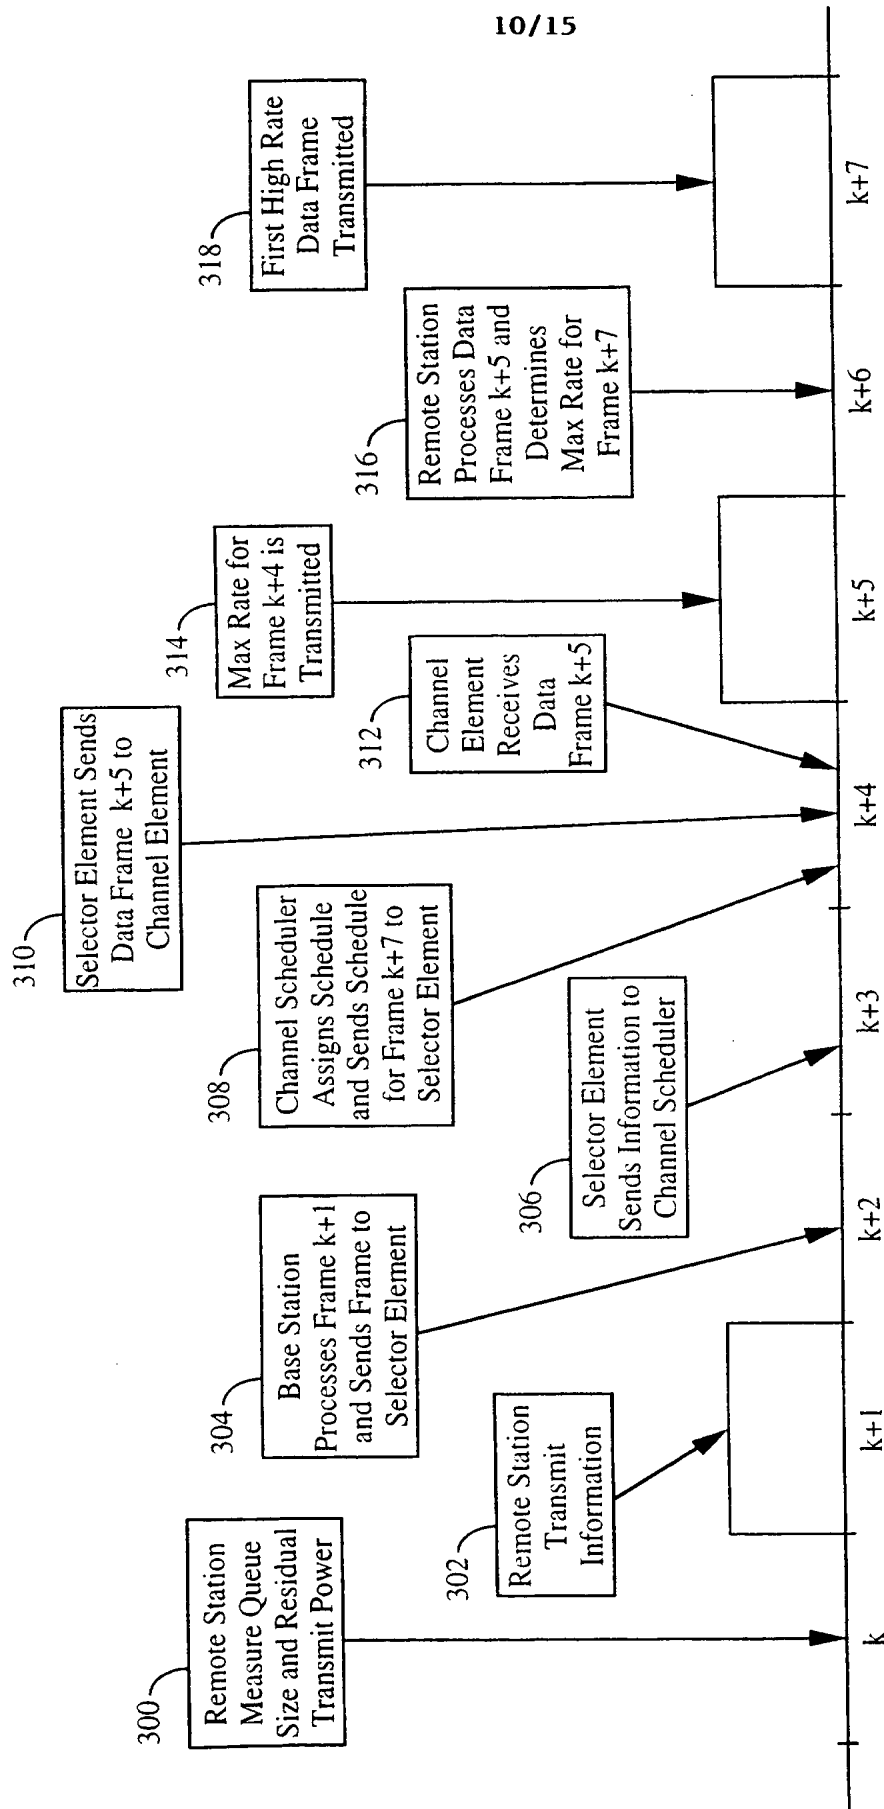 10/15
300
Remote Station
Measure Queue
Size and Residual
Transmit Power
302
Remote Station
Transmit
Information
304
Base Station
Processes Frame k+1
and Sends Frame to
Selector Element
306
Selector Element
Sends Information to
Channel Scheduler
308
Channel Scheduler
Assigns Schedule
and Sends Schedule
for Frame k+7 to
Selector Element
310
Selector Element Sends
Data Frame k+5 to
Channel Element
312
Channel
Element
Receives
Data
Frame k+5
314
Max Rate for
Frame k+4 is
Transmitted
316
Remote Station
Processes Data
Frame k+5 and
Determines
Max Rate for
Frame k+7
318
First High Rate
Data Frame
Transmitted
k
k+1
k+2
k+3
k+4
k+5
k+6
k+7